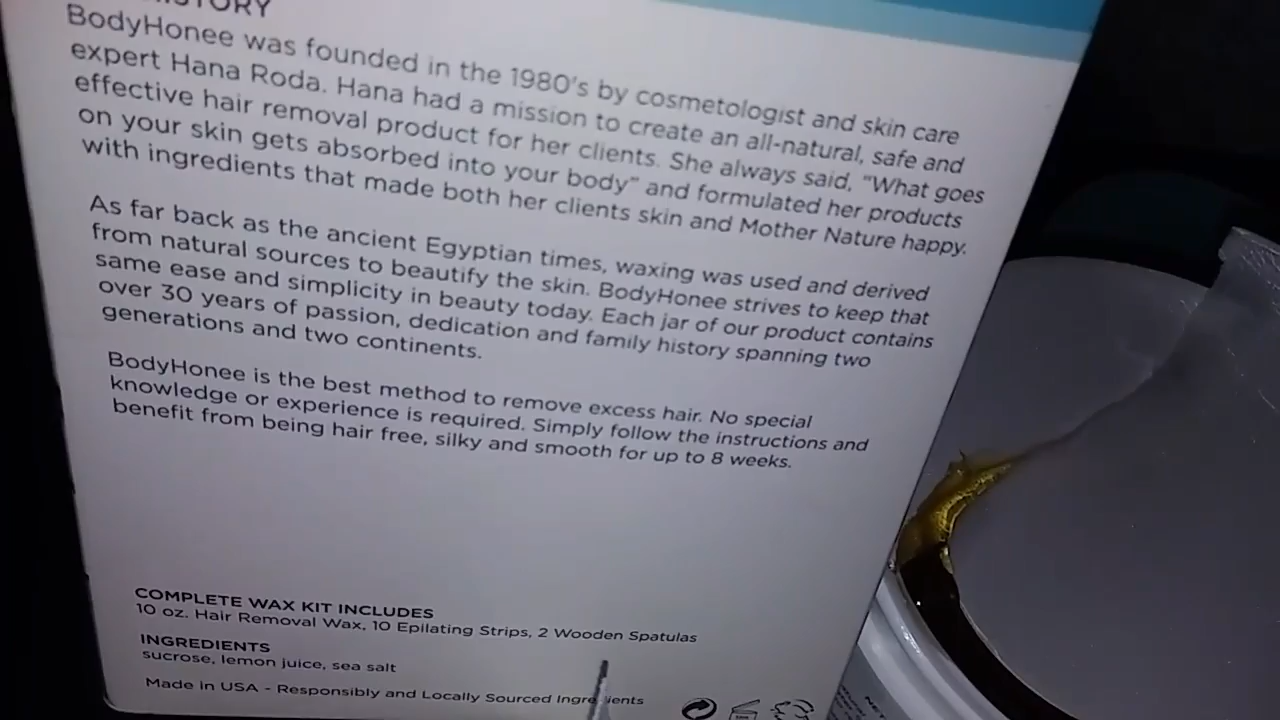 HISTORY
BodyHonee was founded in the 1980's by cosmetologist and skin care
expert Hana Roda. Hana had a mission to create an all-natural, safe and
effective hair removal product for her clients. She always said, "What goes
on your skin gets absorbed into your body" and formulated her products
with ingredients that made both her clients skin and Mother Nature happy.
As far back as the ancient Egyptian times, waxing was used and derived
from natural sources to beautify the skin. BodyHonee strives to keep that
same ease and simplicity in beauty today. Each jar of our product contains
over 30 years of passion, dedication and family history spanning two
generations and two continents.
BodyHonee is the best method to remove excess hair. No special
knowledge or experience is required. Simply follow the instructions and
benefit from being hair free, silky and smooth for up to 8 weeks.
COMPLETE WAX KIT INCLUDES
10 oz. Hair Removal Wax, 10 Epilating Strips, 2 Wooden Spatulas
INGREDIENTS
sucrose, lemon juice, sea salt
Made in USA - Responsibly and Locally Sourced Ingredients
NET